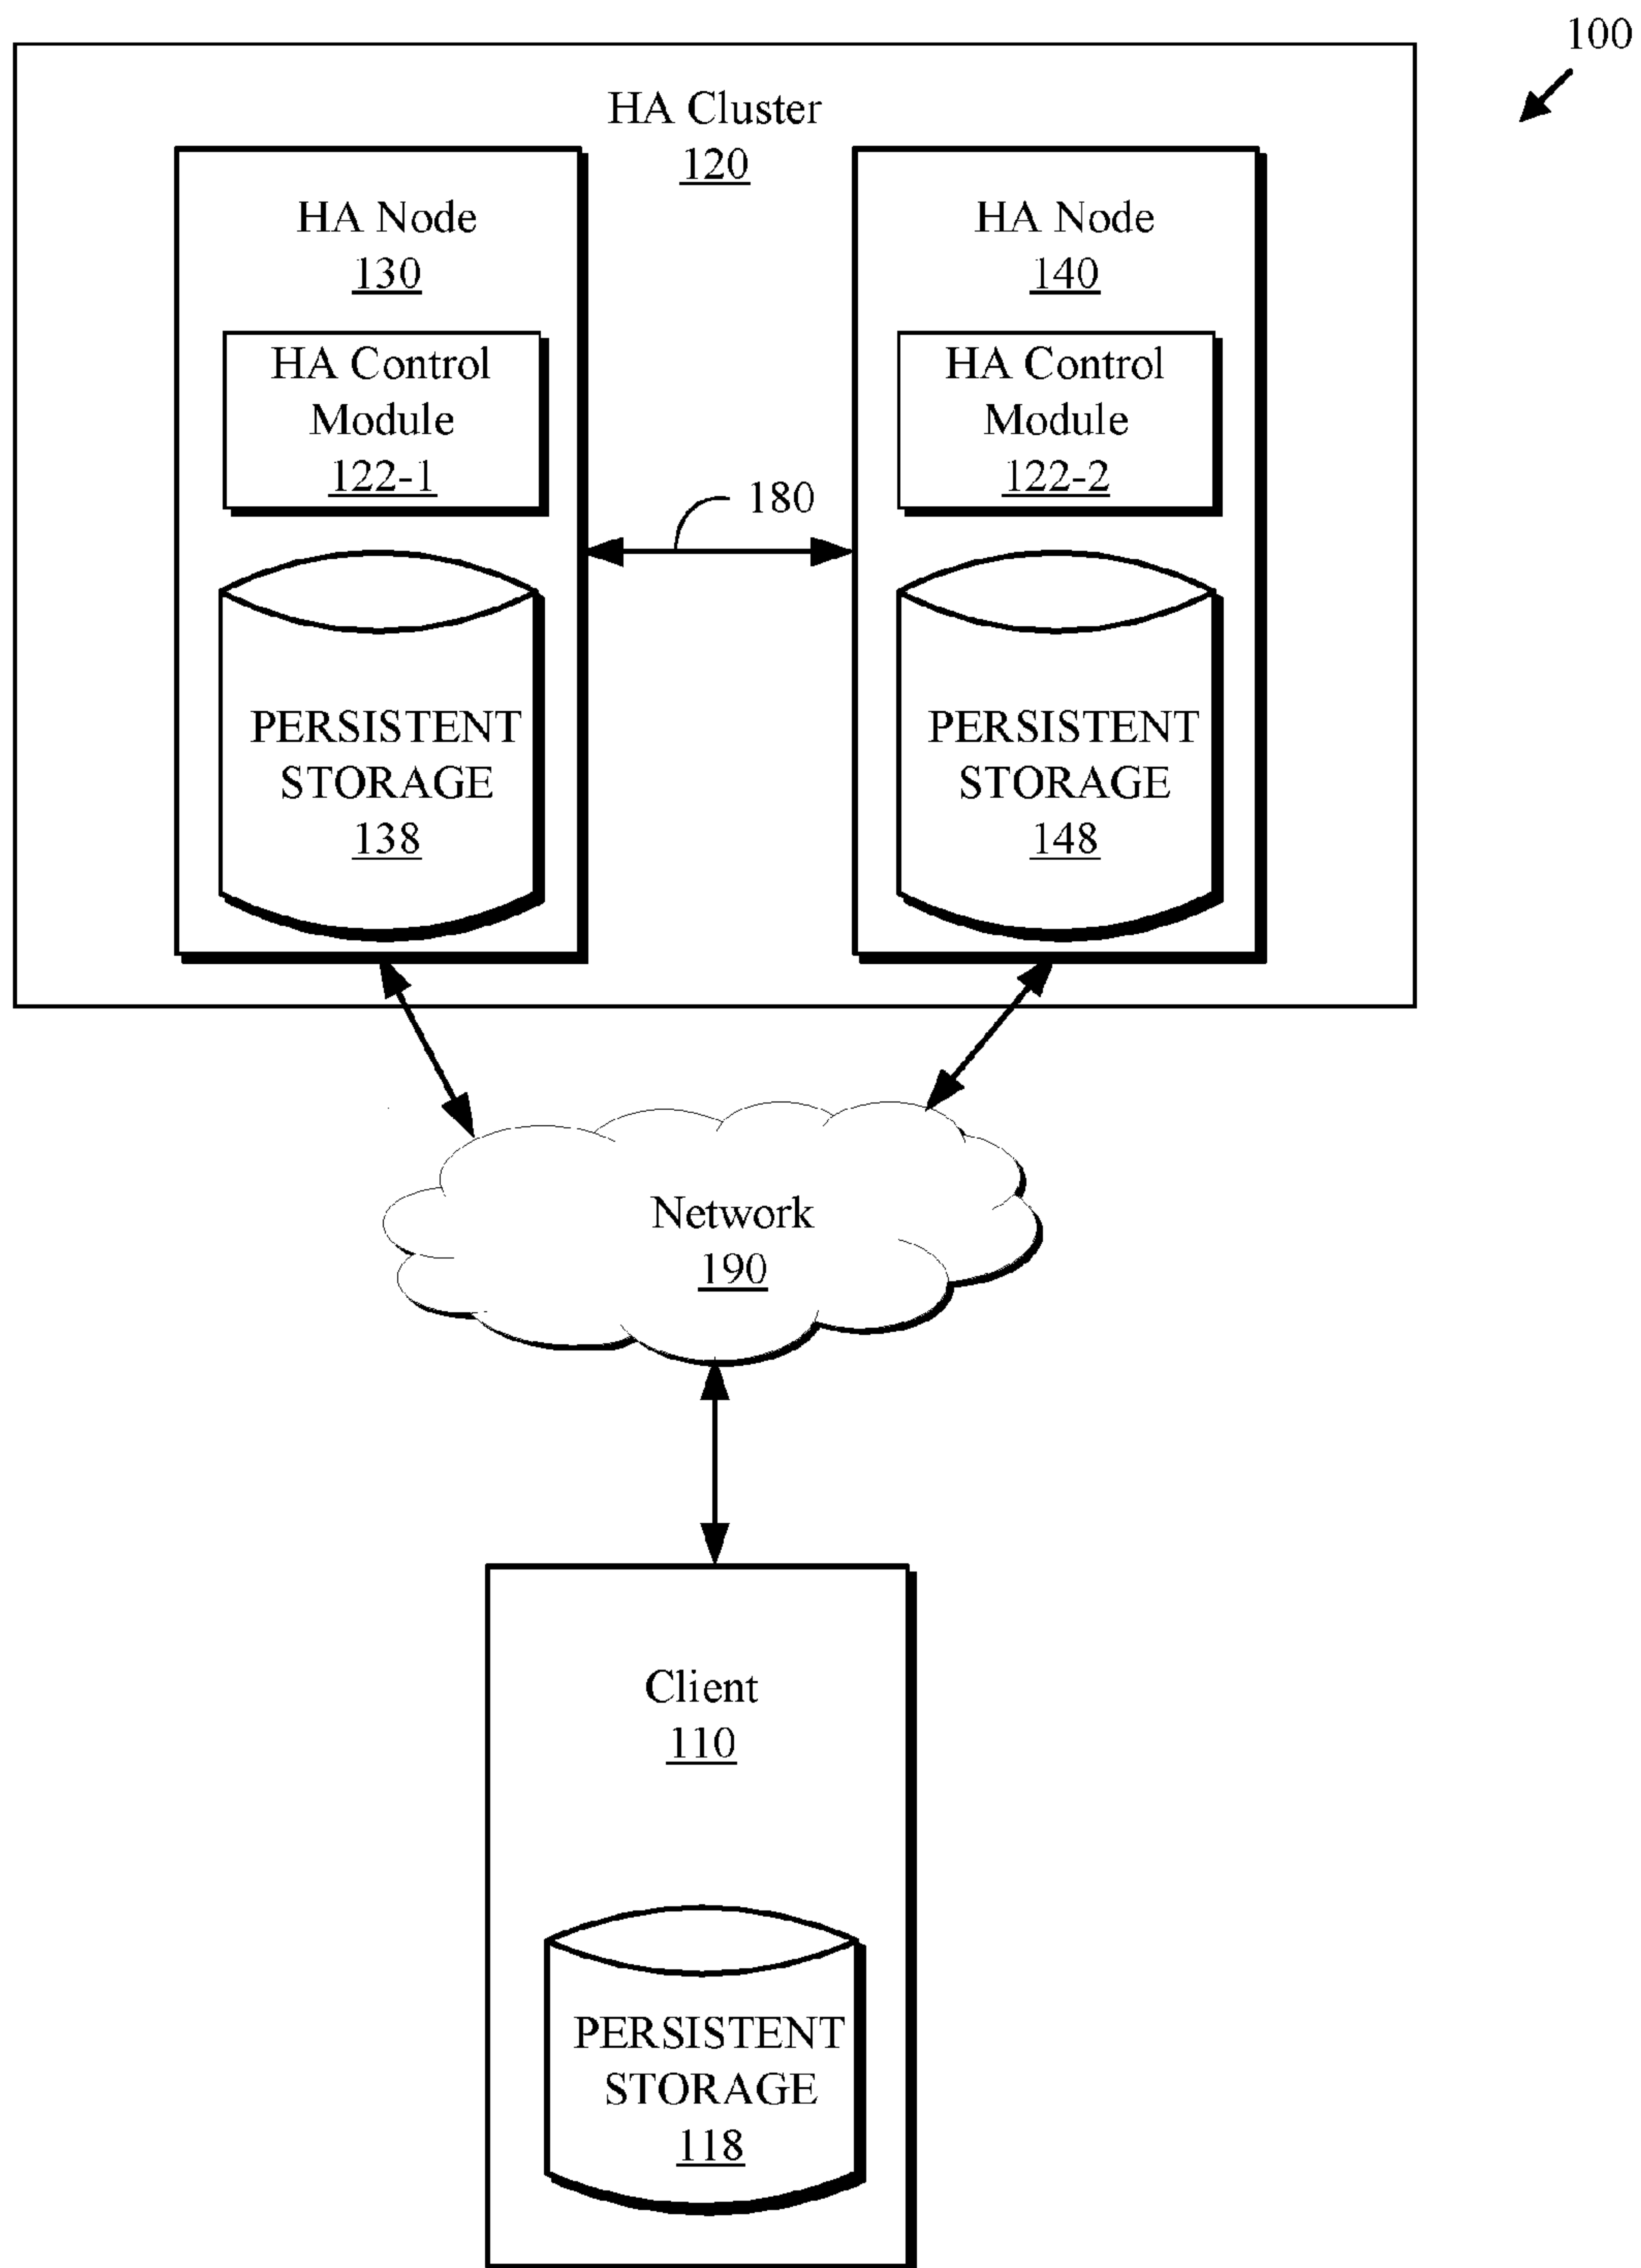 100
HA Cluster
120
HA Node
130
HA Control
Module
122-1
PERSISTENT
STORAGE
138
180
HA Node
140
HA Control
Module
122-2
PERSISTENT
STORAGE
148
Network
190
Client
110
PERSISTENT
STORAGE
118